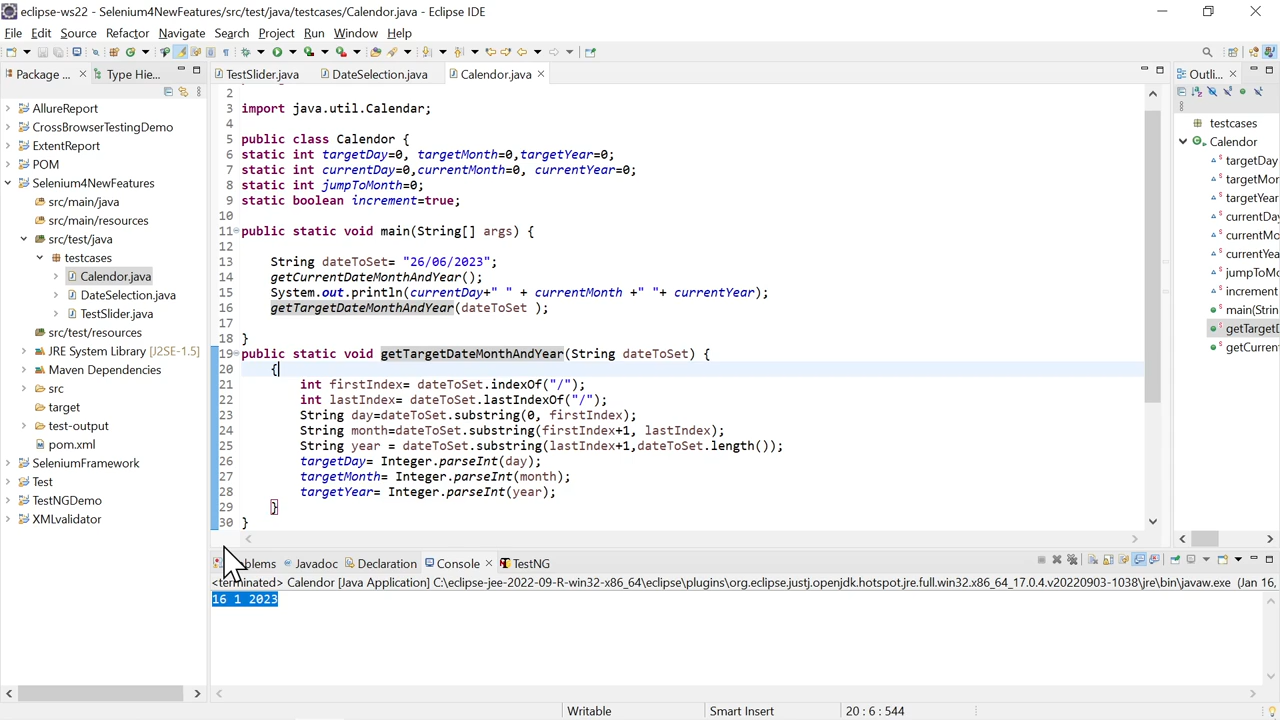 eclipse-ws22 - Selenium4NewFeatures/src/test/java/testcases/Calendor.java - Eclipse IDE
File Edit Source Refactor Navigate Search Project Run Window Help
Package ... Type Hie...
TestSlider.java DateSelection.java Calendor.java
Outli...
AllureReport
CrossBrowserTestingDemo
ExtentReport
POM
Selenium4NewFeatures
src/main/java
src/main/resources
src/test/java
testcases
Calendor.java
DateSelection.java
TestSlider.java
src/test/resources
JRE System Library [J2SE-1.5]
Maven Dependencies
src
target
test-output
pom.xml
SeleniumFramework
Test
TestNGDemo
XMLvalidator
2
3 import java.util.Calendar;
4
5 public class Calendor {
6 static int targetDay=0, targetMonth=0,targetYear=0;
7 static int currentDay=0,currentMonth=0, currentYear=0;
8 static int jumpToMonth=0;
9 static boolean increment=true;
10
11 public static void main(String[] args) {
12
13 String dateToSet= "26/06/2023";
14 getCurrentDateMonthAndYear();
15 System.out.println(currentDay+" " + currentMonth +" "+ currentYear);
16 getTargetDateMonthAndYear(dateToSet );
17
18 }
19 public static void getTargetDateMonthAndYear(String dateToSet) {
20 {
21 int firstIndex= dateToSet.indexOf("/");
22 int lastIndex= dateToSet.lastIndexOf("/");
23 String day=dateToSet.substring(0, firstIndex);
24 String month=dateToSet.substring(firstIndex+1, lastIndex);
25 String year = dateToSet.substring(lastIndex+1,dateToSet.length());
26 targetDay= Integer.parseInt(day);
27 targetMonth= Integer.parseInt(month);
28 targetYear= Integer.parseInt(year);
29 }
30 }
testcases
Calendor
targetDay
targetMor
targetYear
currentDa
currentMo
currentYea
jumpToMo
increment
main(Strin
getTargetD
getCurren
blems Javadoc Declaration Console TestNG
<terminated> Calendor [Java Application] C:\eclipse-jee-2022-09-R-win32-x86_64\eclipse\plugins\org.eclipse.justj.openjdk.hotspot.jre.full.win32.x86_64_17.0.4.v20220903-1038\jre\bin\javaw.exe (Jan 16,
16 1 2023
Writable Smart Insert 20 : 6 : 544